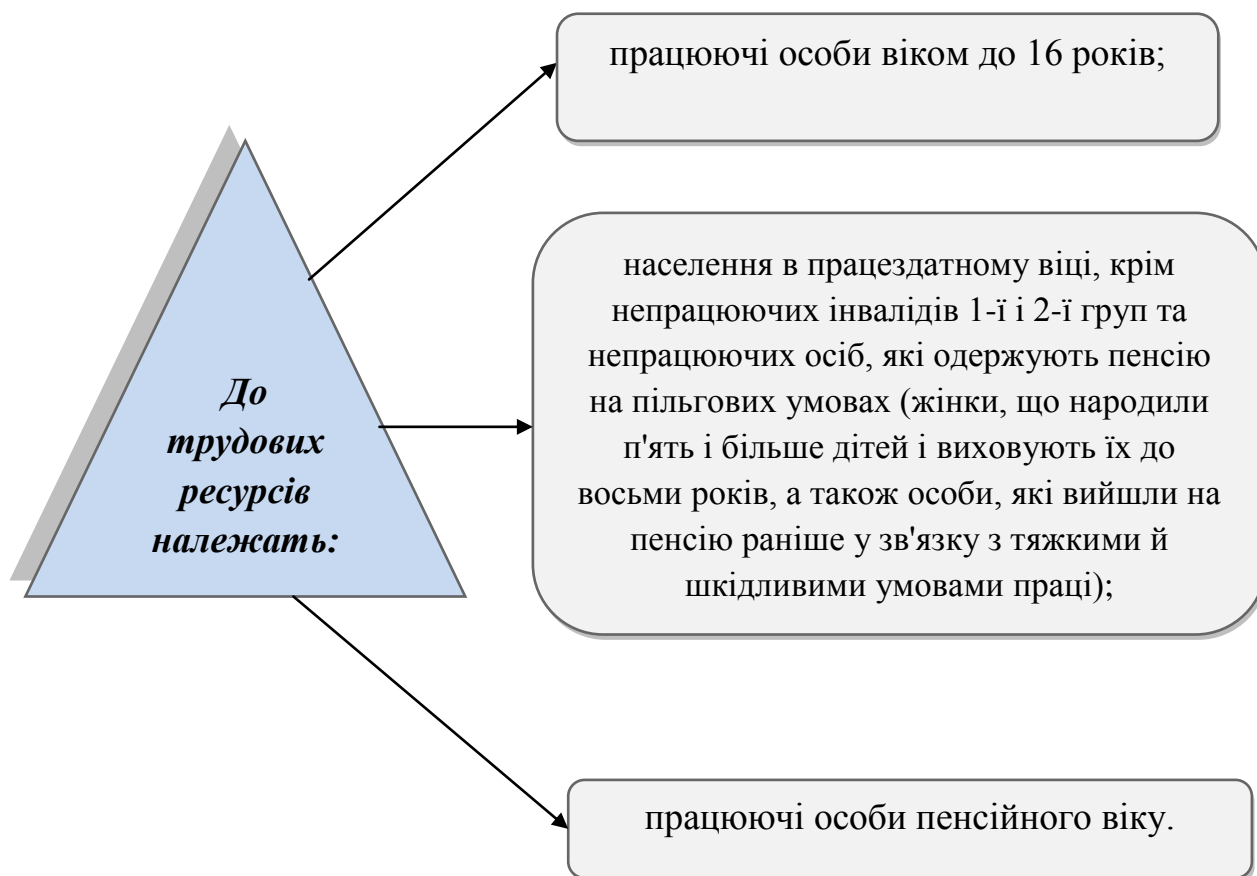 працюючі особи віком до 16 років;
До
трудових
ресурсів
належать:
населення в працездатному віці, крім
непрацюючих інвалідів 1-ї і 2-ї груп та
непрацюючих осіб, які одержують пенсію
на пільгових умовах (жінки, що народили
п'ять і більше дітей і виховують їх до
восьми років, а також особи, які вийшли на
пенсію раніше у зв'язку з тяжкими й
шкідливими умовами праці);
працюючі особи пенсійного віку.